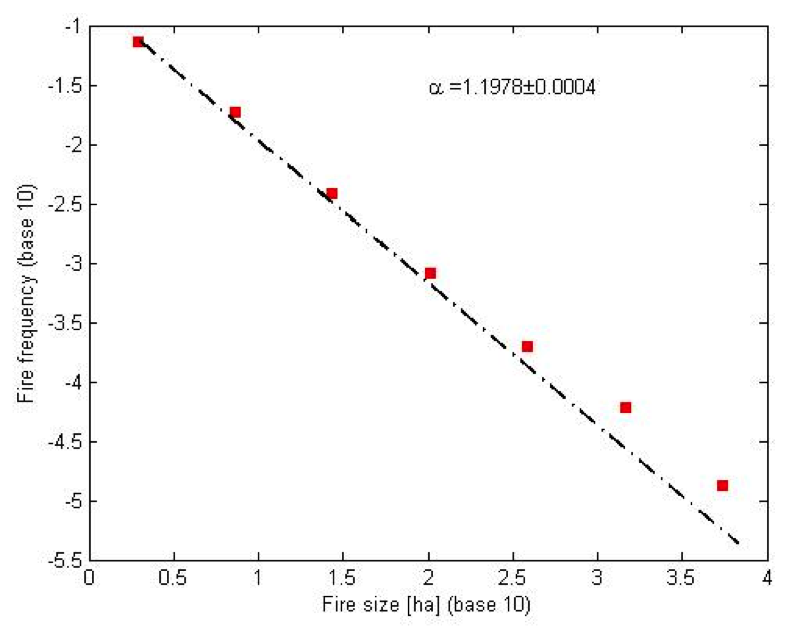 -1
α =1.1978±0.0004
-1.5
-2
-2.5
-3
-3.5
-4
-4.5
-5
-5.5
Fire frequency (base 10)
0 0.5 1 1.5 2 2.5 3 3.5 4
Fire size [ha] (base 10)